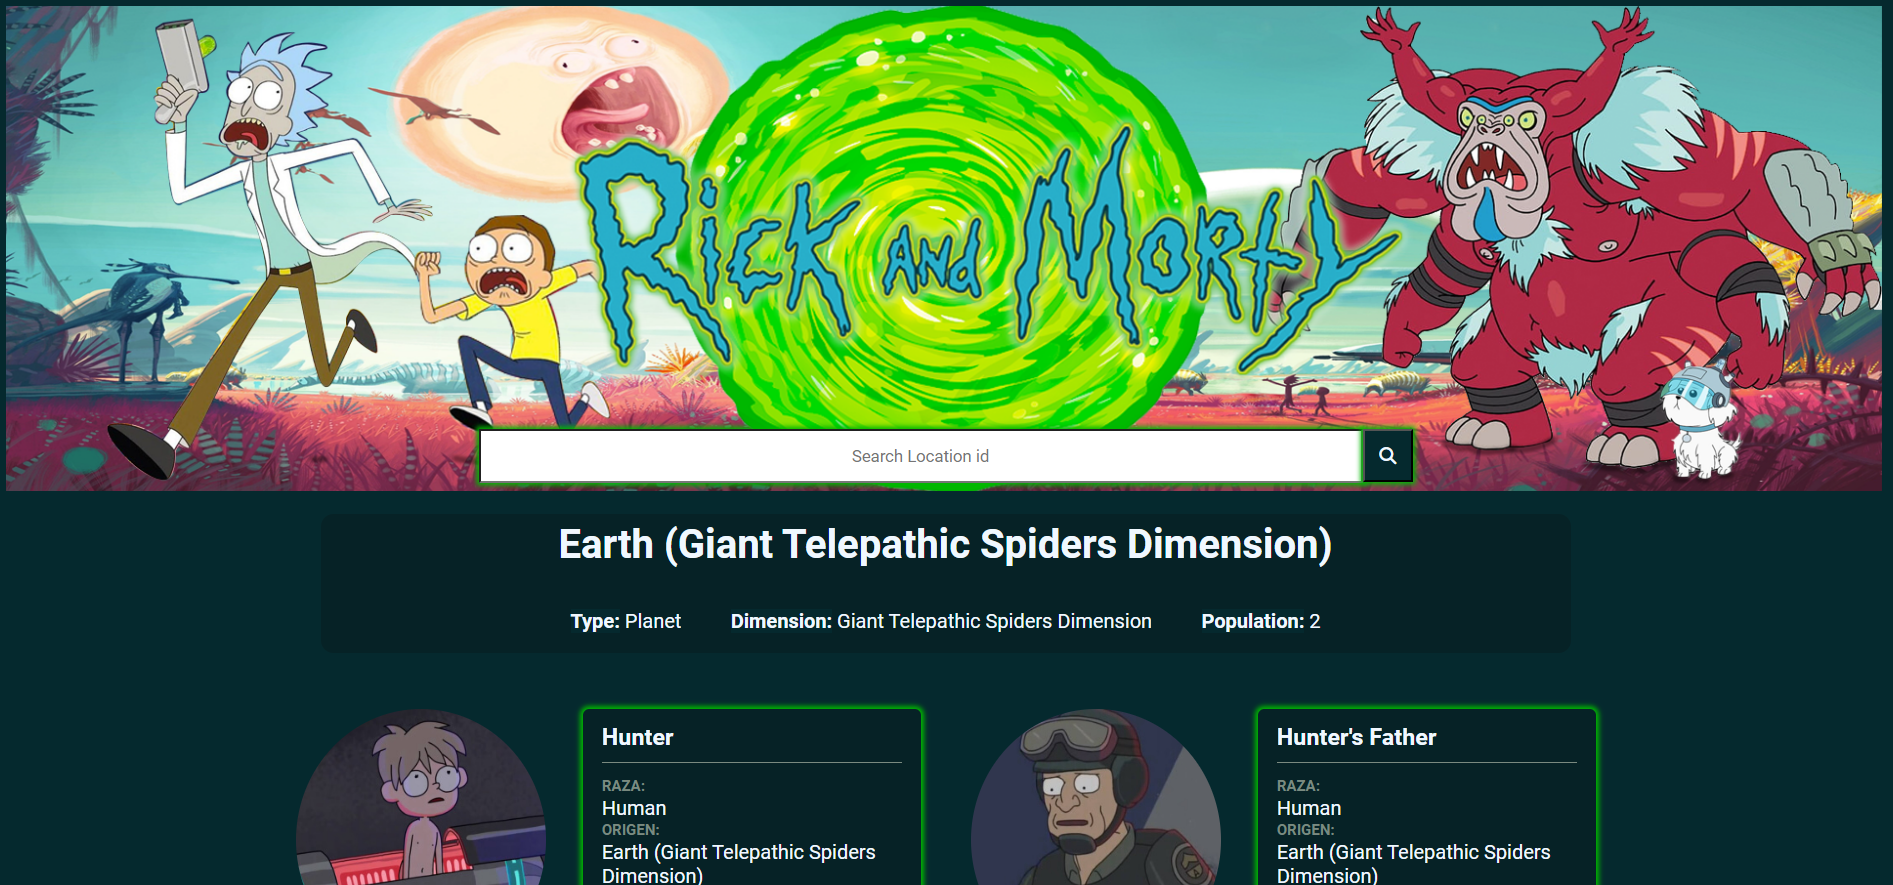 Rick and Morty
Search Location id
Earth (Giant Telepathic Spiders Dimension)
Type: Planet Dimension: Giant Telepathic Spiders Dimension Population: 2
Hunter
RAZA:
Human
ORIGEN:
Earth (Giant Telepathic Spiders
Dimension)
Hunter's Father
RAZA:
Human
ORIGEN:
Earth (Giant Telepathic Spiders
Dimension)